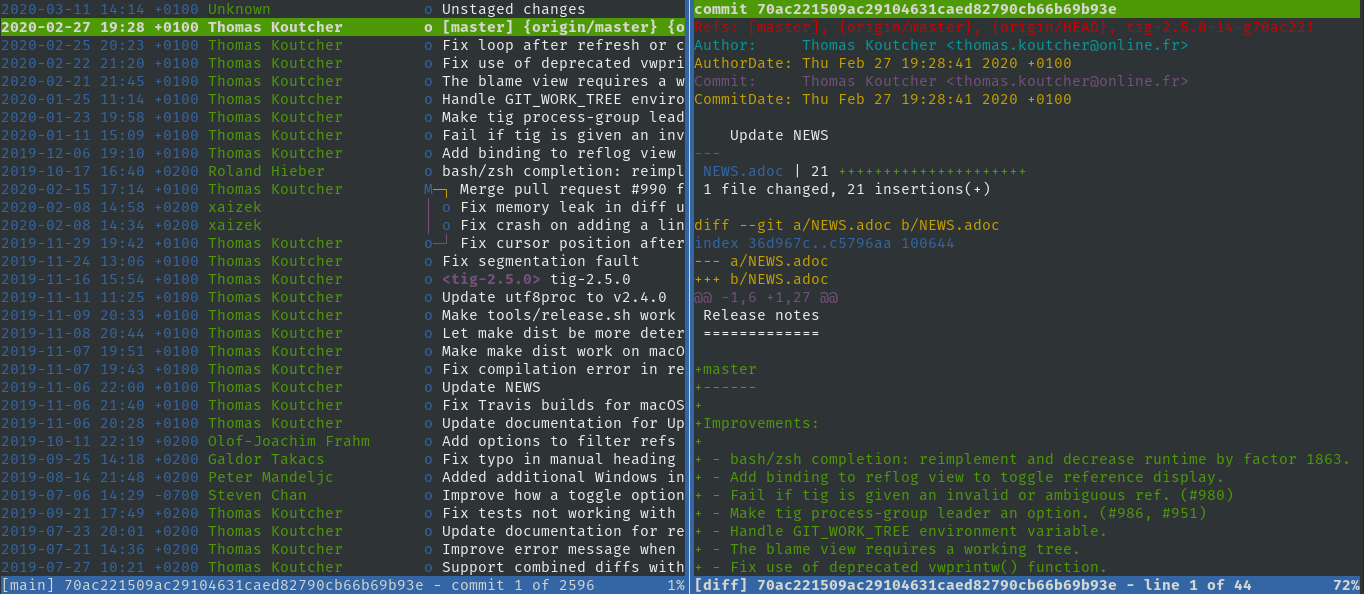 2020-03-11 14:14 +0100 Unknown o Unstaged changes
2020-02-27 19:28 +0100 Thomas Koutcher o [master] {origin/master} {o
2020-02-25 20:23 +0100 Thomas Koutcher o Fix loop after refresh or c
2020-02-22 21:20 +0100 Thomas Koutcher o Fix use of deprecated vwpri
2020-02-21 21:45 +0100 Thomas Koutcher o The blame view requires a w
2020-01-25 11:14 +0100 Thomas Koutcher o Handle GIT_WORK_TREE enviro
2020-01-23 19:58 +0100 Thomas Koutcher o Make tig process-group lead
2020-01-11 15:09 +0100 Thomas Koutcher o Fail if tig is given an inv
2019-12-06 19:10 +0100 Thomas Koutcher o Add binding to reflog view
2019-10-17 16:40 +0200 Roland Hieber o bash/zsh completion: reimpl
2020-02-15 17:14 +0100 Thomas Koutcher M─┐ Merge pull request #990 f
2020-02-08 14:58 +0200 xaizek │ o Fix memory leak in diff u
2020-02-08 14:34 +0200 xaizek │ o Fix crash on adding a lin
2019-11-29 19:42 +0100 Thomas Koutcher o─┘ Fix cursor position after
2019-11-24 13:06 +0100 Thomas Koutcher o Fix segmentation fault
2019-11-16 15:54 +0100 Thomas Koutcher o <tig-2.5.0> tig-2.5.0
2019-11-11 11:25 +0100 Thomas Koutcher o Update utf8proc to v2.4.0
2019-11-09 20:33 +0100 Thomas Koutcher o Make tools/release.sh work
2019-11-08 20:44 +0100 Thomas Koutcher o Let make dist be more deter
2019-11-07 19:51 +0100 Thomas Koutcher o Make make dist work on macO
2019-11-07 19:43 +0100 Thomas Koutcher o Fix compilation error in re
2019-11-06 22:00 +0100 Thomas Koutcher o Update NEWS
2019-11-06 21:40 +0100 Thomas Koutcher o Fix Travis builds for macOS
2019-11-06 20:28 +0100 Thomas Koutcher o Update documentation for Up
2019-10-11 22:19 +0200 Olof-Joachim Frahm o Add options to filter refs
2019-09-25 14:18 +0200 Galdor Takacs o Fix typo in manual heading
2019-08-14 21:48 +0200 Peter Mandeljc o Added additional Windows in
2019-07-06 14:29 -0700 Steven Chan o Improve how a toggle option
2019-09-21 17:49 +0200 Thomas Koutcher o Fix tests not working with
2019-07-23 20:01 +0200 Thomas Koutcher o Update documentation for re
2019-07-21 14:36 +0200 Thomas Koutcher o Improve error message when
2019-07-27 10:21 +0200 Thomas Koutcher o Support combined diffs with
[main] 70ac221509ac29104631caed82790cb66b69b93e - commit 1 of 2596 1%
commit 70ac221509ac29104631caed82790cb66b69b93e
Refs: [master], {origin/master}, {origin/HEAD}, tig-2.5.0-14-g70ac221
Author: Thomas Koutcher <thomas.koutcher@online.fr>
AuthorDate: Thu Feb 27 19:28:41 2020 +0100
Commit: Thomas Koutcher <thomas.koutcher@online.fr>
CommitDate: Thu Feb 27 19:28:41 2020 +0100
Update NEWS
---
NEWS.adoc | 21 +++++++++++++++++++++
1 file changed, 21 insertions(+)
diff --git a/NEWS.adoc b/NEWS.adoc
index 36d967c..c5796aa 100644
--- a/NEWS.adoc
+++ b/NEWS.adoc
@@ -1,6 +1,27 @@
Release notes
=============
+master
+------
+
+Improvements:
+
+ - bash/zsh completion: reimplement and decrease runtime by factor 1863.
+ - Add binding to reflog view to toggle reference display.
+ - Fail if tig is given an invalid or ambiguous ref. (#980)
+ - Make tig process-group leader an option. (#986, #951)
+ - Handle GIT_WORK_TREE environment variable.
+ - The blame view requires a working tree.
+ - Fix use of deprecated vwprintw() function.
[diff] 70ac221509ac29104631caed82790cb66b69b93e - line 1 of 44 72%